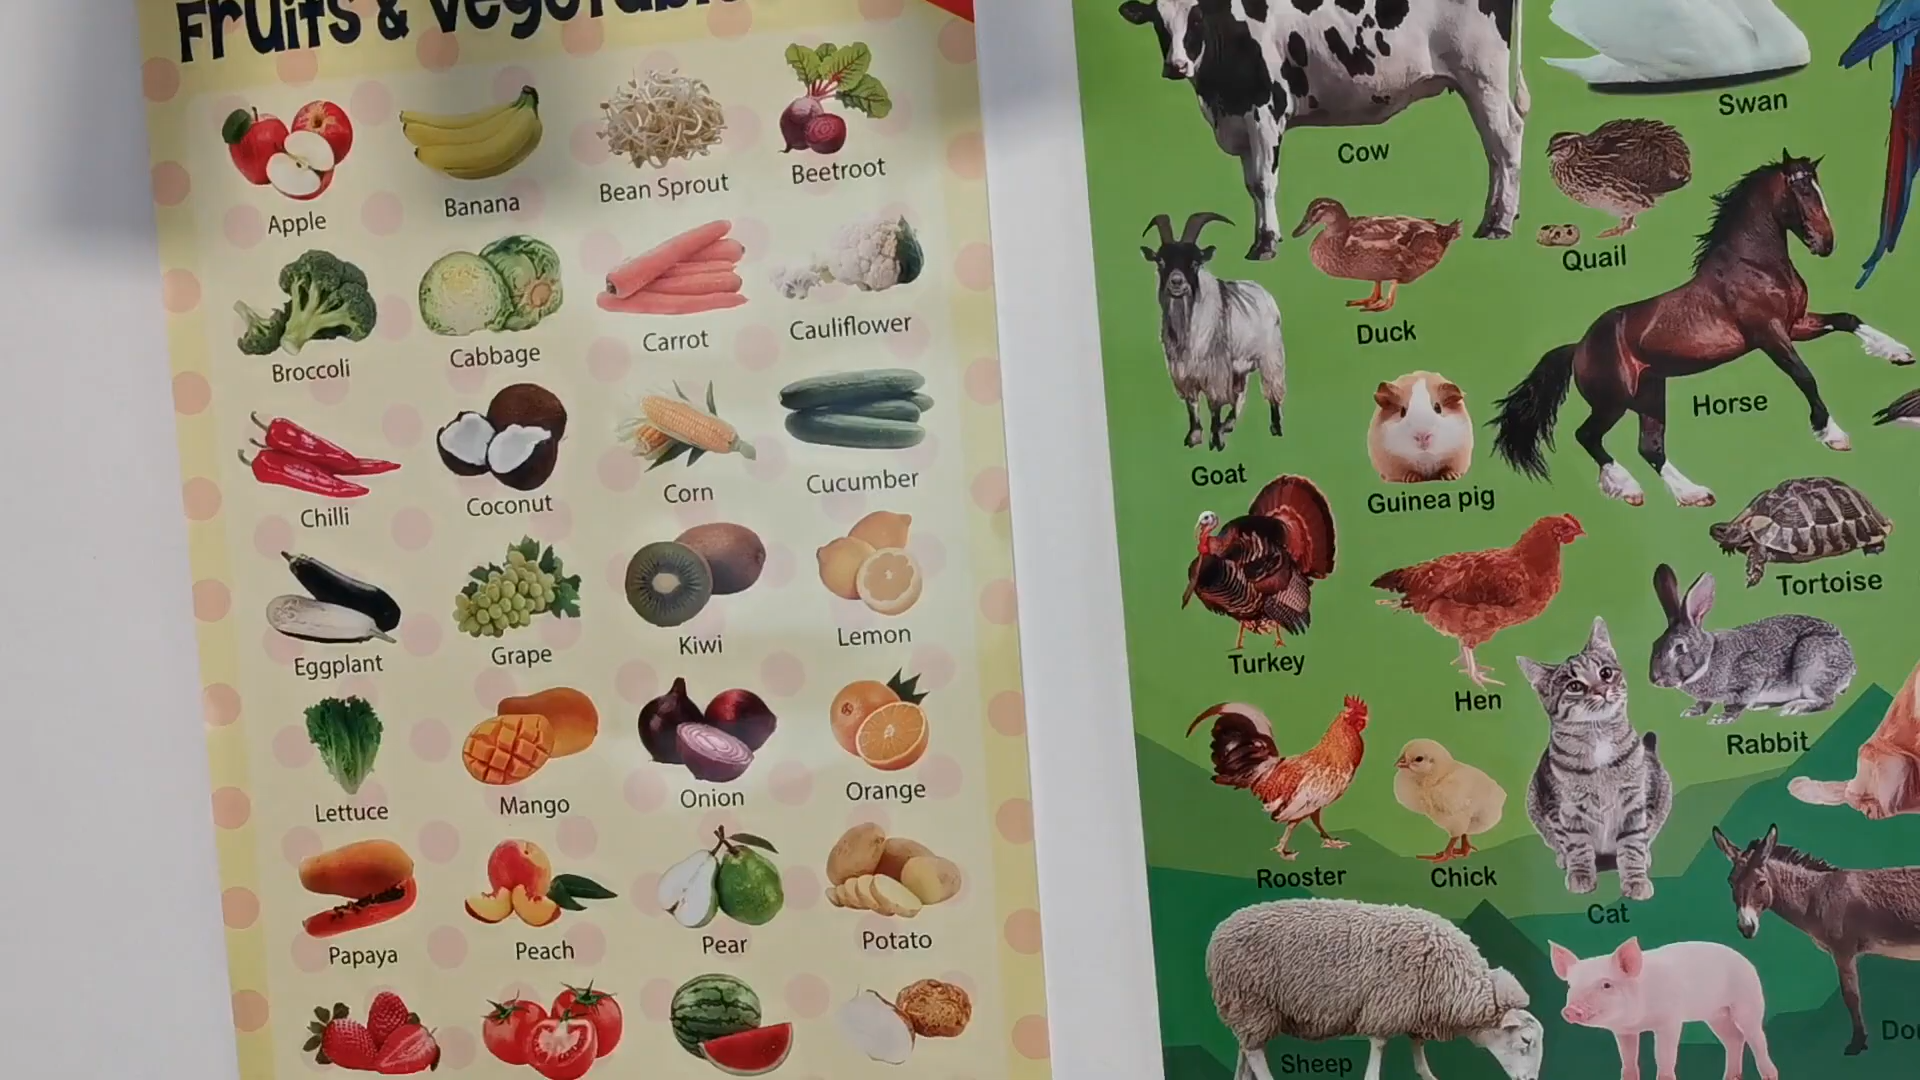 Fruits & Vegetabl
Apple
Banana
Bean Sprout
Beetroot
Broccoli
Cabbage
Carrot
Cauliflower
Chilli
Coconut
Corn
Cucumber
Eggplant
Grape
Kiwi
Lemon
Lettuce
Mango
Onion
Orange
Papaya
Peach
Pear
Potato
Cow
Swan
Duck
Quail
Goat
Guinea pig
Horse
Turkey
Hen
Tortoise
Rabbit
Rooster
Chick
Cat
Sheep